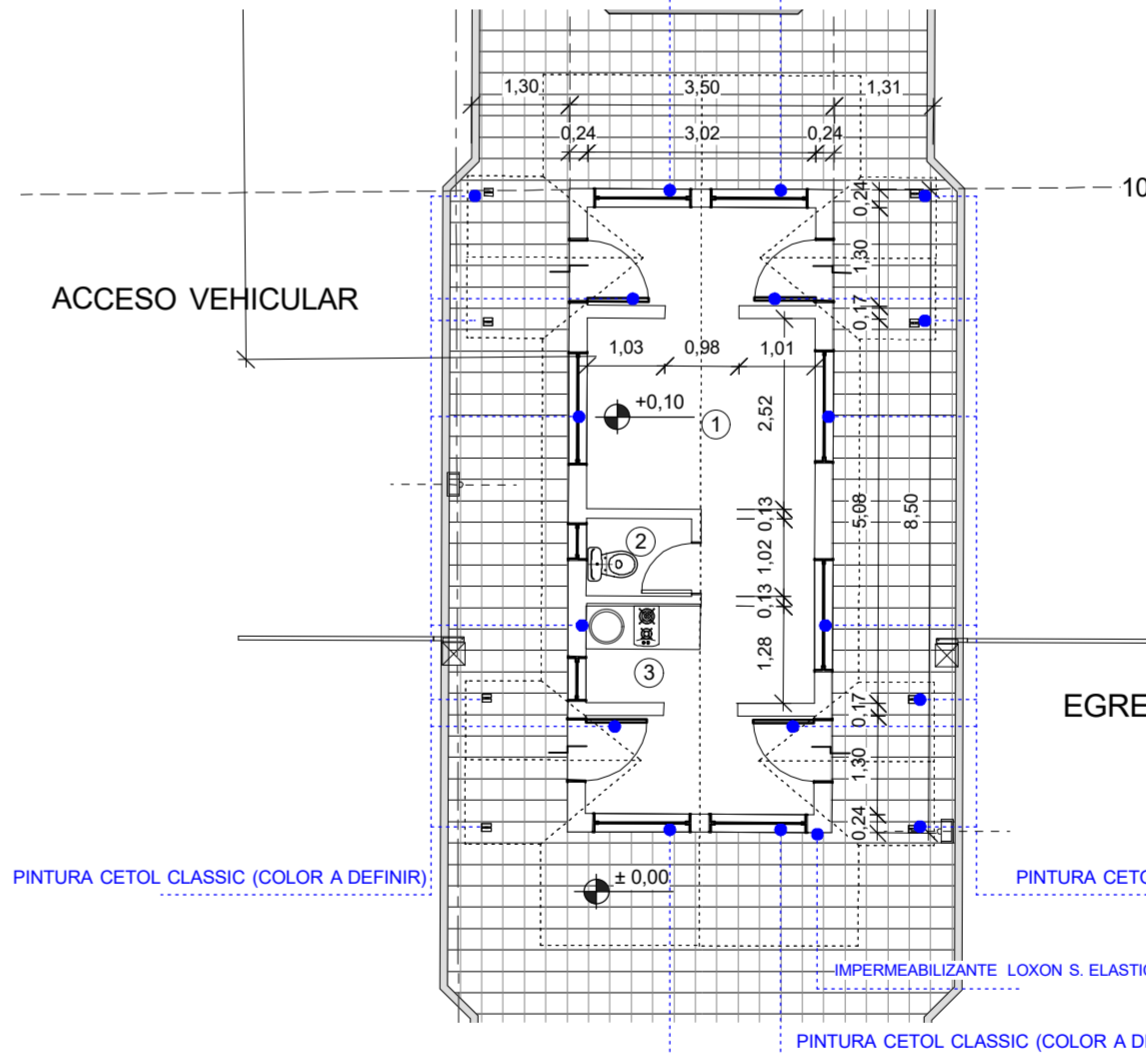 1,30 3,50 1,31
0,24 3,02 0,24
10
0,24
1,30
ACCESO VEHICULAR
0,17
1,03 0,98 1,01
+0,10
1
2,52
0,13
5,08
8,50
2
1,02
0,13
1,28
3
EGRE
0,17
1,30
0,24
PINTURA CETOL CLASSIC (COLOR A DEFINIR)
± 0,00
PINTURA CETO
IMPERMEABILIZANTE LOXON S. ELASTIC
PINTURA CETOL CLASSIC (COLOR A D